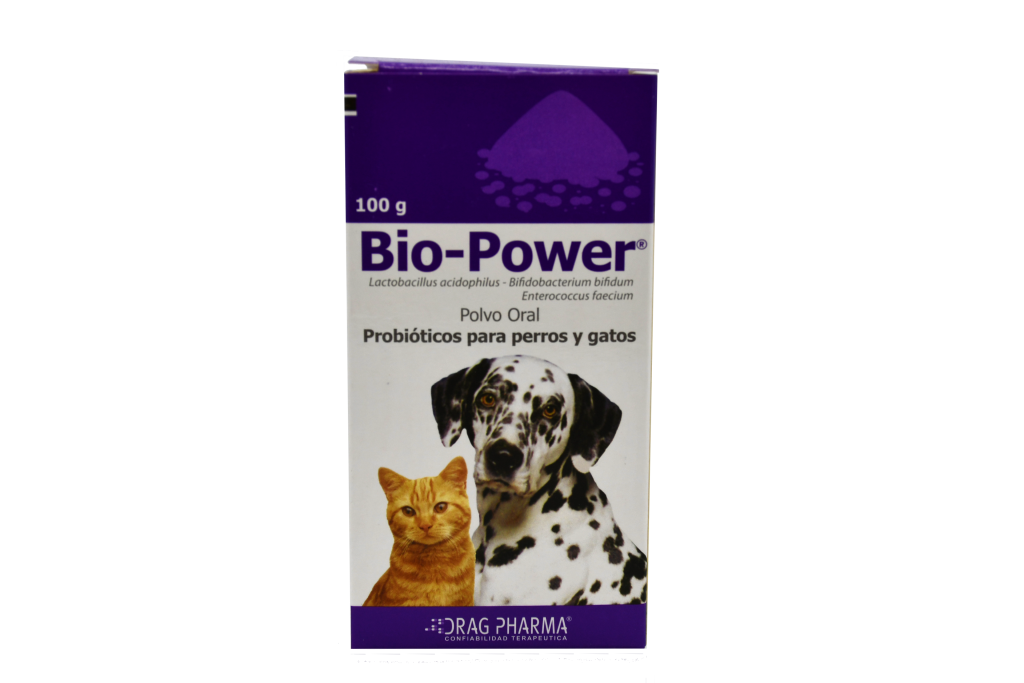 100 g
Bio-Power®
Lactobacillus acidophilus - Bifidobacterium bifidum
Enterococcus faecium
Polvo Oral
Probióticos para perros y gatos
DRAG PHARMA®
CONFIABILIDAD TERAPEUTICA